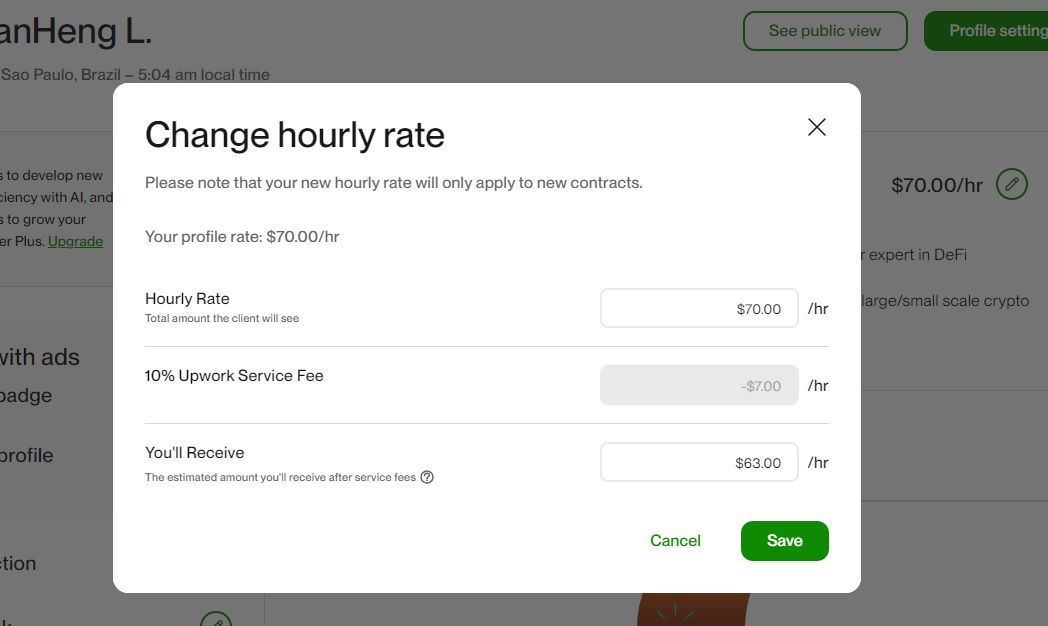 anHeng L.
See public view
Profile setting
Sao Paulo, Brazil – 5:04 am local time
Change hourly rate
Please note that your new hourly rate will only apply to new contracts.
s to develop new
ciency with AI, and
s to grow your
er Plus. Upgrade
$70.00/hr
Your profile rate: $70.00/hr
r expert in DeFi
large/small scale crypto
Hourly Rate
Total amount the client will see
$70.00 /hr
with ads
badge
10% Upwork Service Fee
-$7.00 /hr
profile
You'll Receive
The estimated amount you'll receive after service fees
$63.00 /hr
Cancel
Save
ction